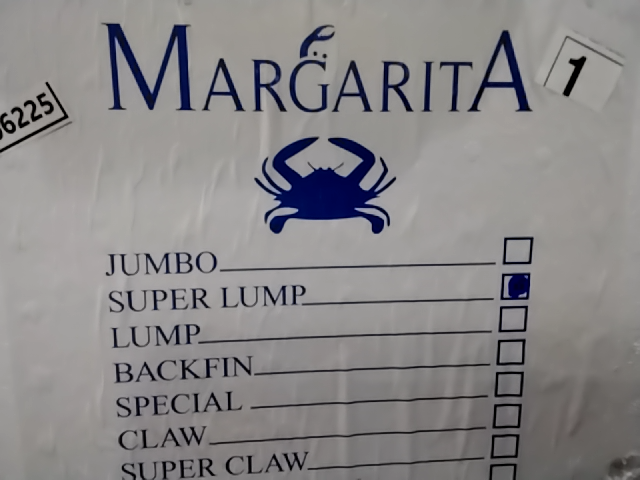 MARGARITA
1
6225
JUMBO
SUPER LUMP
LUMP
BACKFIN
SPECIAL
CLAW
SUPER CLAW